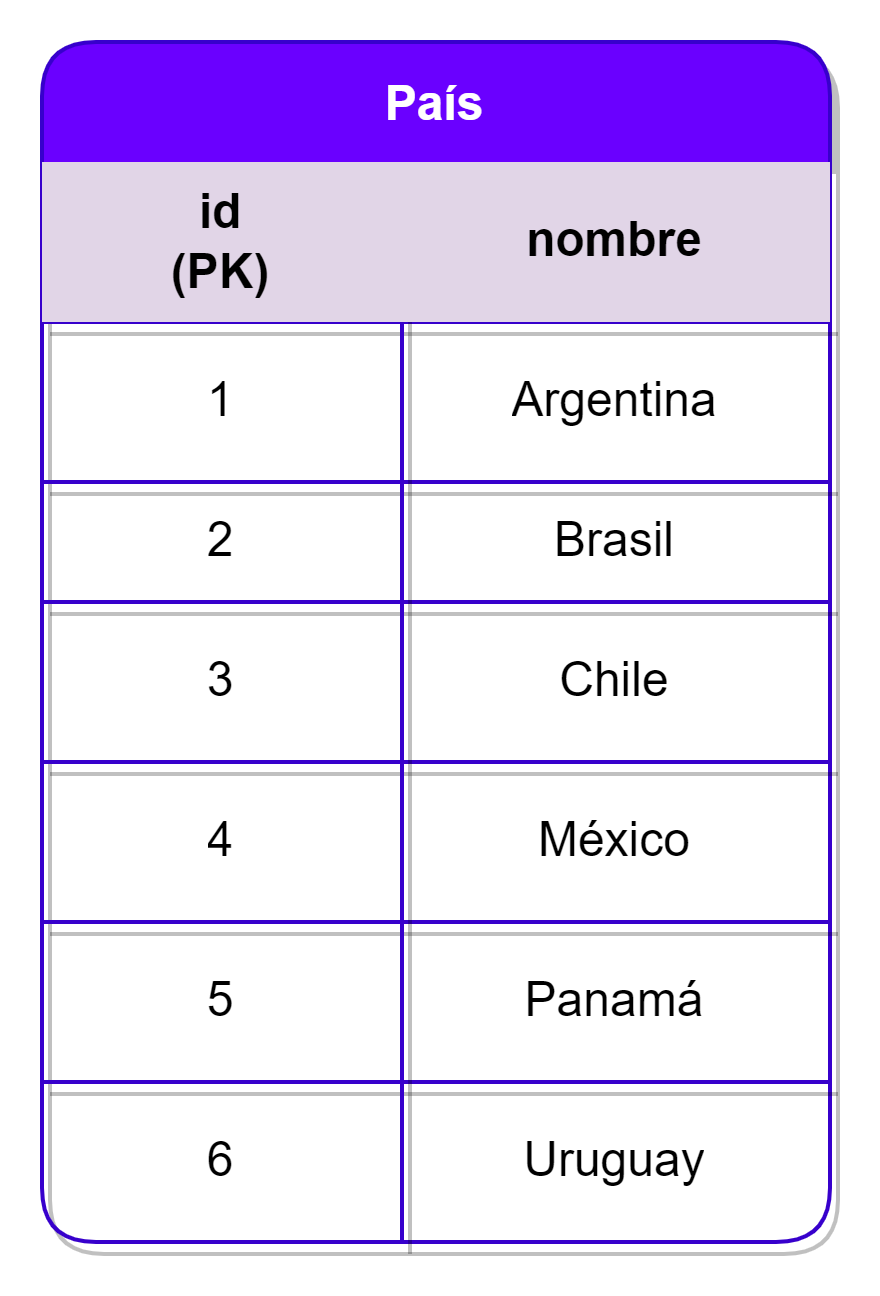 País
id
(PK)
nombre
1 Argentina
2 Brasil
3 Chile
4 México
5 Panamá
6 Uruguay